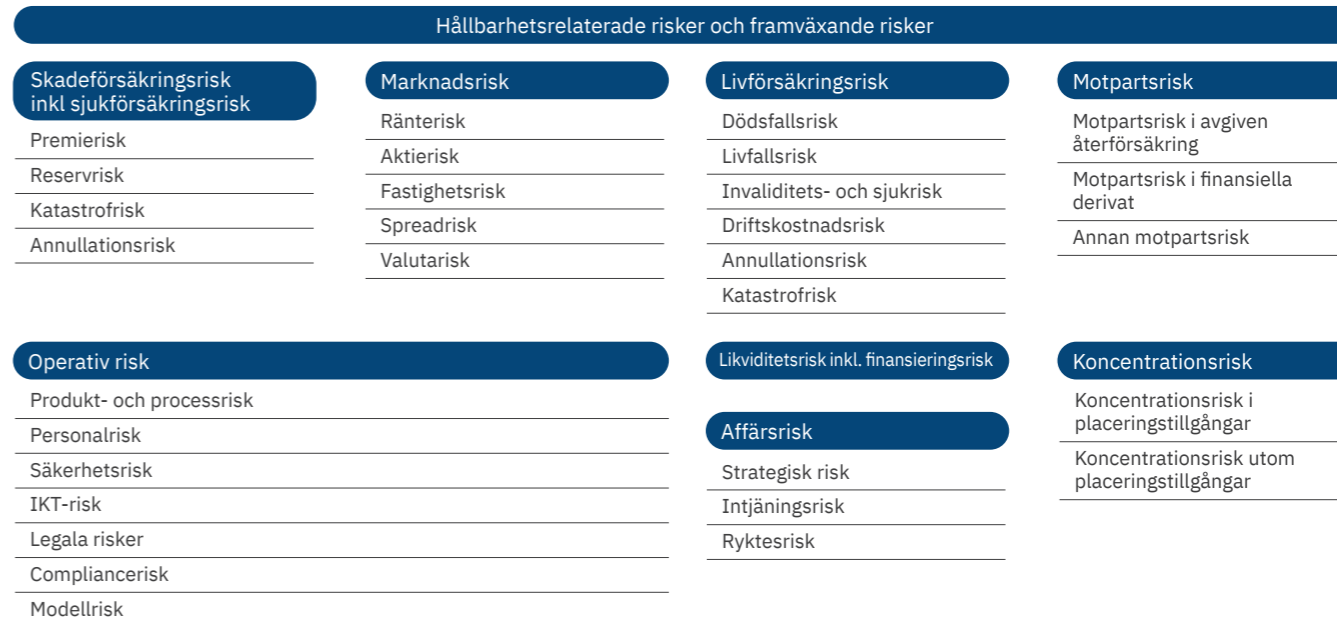 Hållbarhetsrelaterade risker och framväxande risker
Skadeförsäkringsrisk
inkl sjukförsäkringsrisk
Premierisk
Reservrisk
Katastrofrisk
Annullationsrisk
Marknadsrisk
Ränterisk
Aktierisk
Fastighetsrisk
Spreadrisk
Valutarisk
Livförsäkringsrisk
Dödsfallsrisk
Livfallsrisk
Invaliditets- och sjukrisk
Driftskostnadsrisk
Annullationsrisk
Katastrofrisk
Motpartsrisk
Motpartsrisk i avgiven
återförsäkring
Motpartsrisk i finansiella
derivat
Annan motpartsrisk
Operativ risk
Produkt- och processrisk
Personalrisk
Säkerhetsrisk
IKT-risk
Legala risker
Compliancerisk
Modellrisk
Likviditetsrisk inkl. finansieringsrisk
Affärsrisk
Strategisk risk
Intjäningsrisk
Ryktesrisk
Koncentrationsrisk
Koncentrationsrisk i
placeringstillgångar
Koncentrationsrisk utom
placeringstillgångar